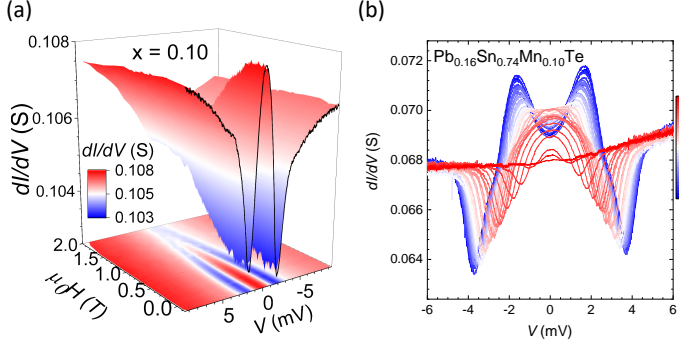 (a)
0.108
0.106
0.104
dI/dV (S)
x = 0.10
dI/dV (S)
0.108
0.105
0.103
2.0
1.5
1.0
0.5
0.0
μ0H (T)
5
0
-5
V (mV)
(b)
Pb0.16Sn0.74Mn0.10Te
0.072
0.070
0.068
0.066
0.064
dI/dV (S)
-6
-4
-2
0
2
4
6
V (mV)